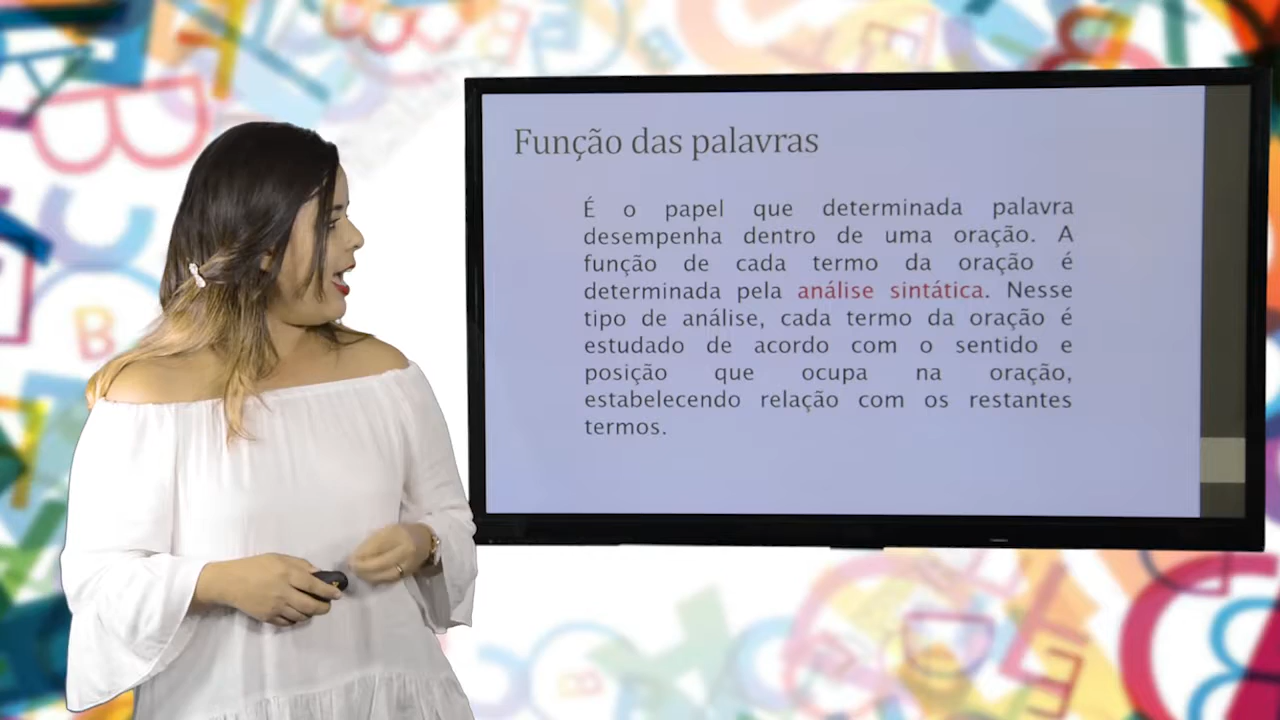 Função das palavras
É o papel que determinada palavra
desempenha dentro de uma oração. A
função de cada termo da oração é
determinada pela análise sintática. Nesse
tipo de análise, cada termo da oração é
estudado de acordo com o sentido e
posição que ocupa na oração,
estabelecendo relação com os restantes
termos.